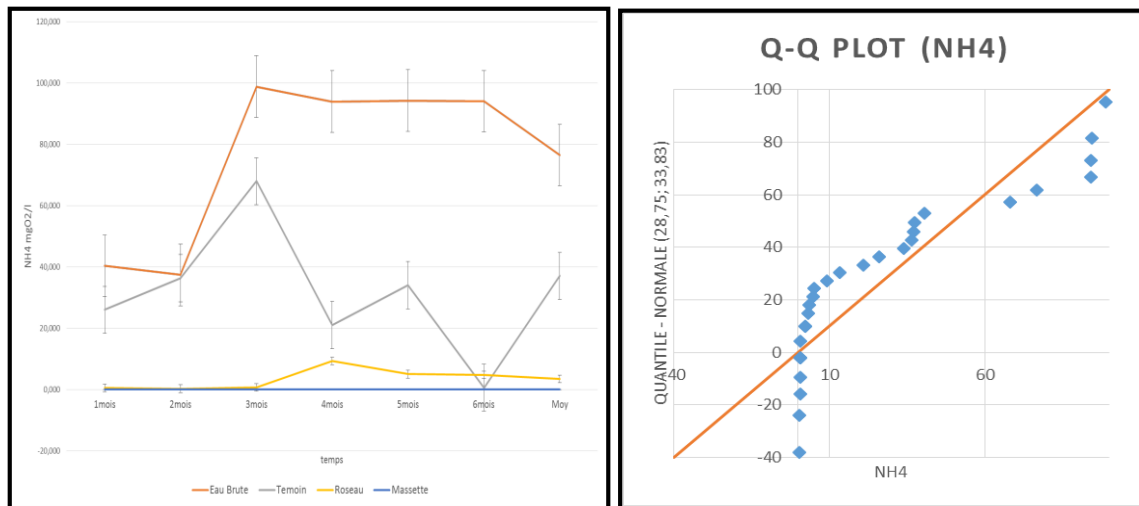 120,000
100,000
80,000
60,000
40,000
20,000
0,000
-20,000
NH4 mgO2/l
1mois 2mois 3mois 4mois 5mois 6mois Moy
temps
Eau Brute Temoin Roseau Massette
Q-Q PLOT (NH4)
QUANTILE - NORMALE (28,75; 33,83)
100
80
60
40
20
0
-20
-40
-40 10 60
NH4